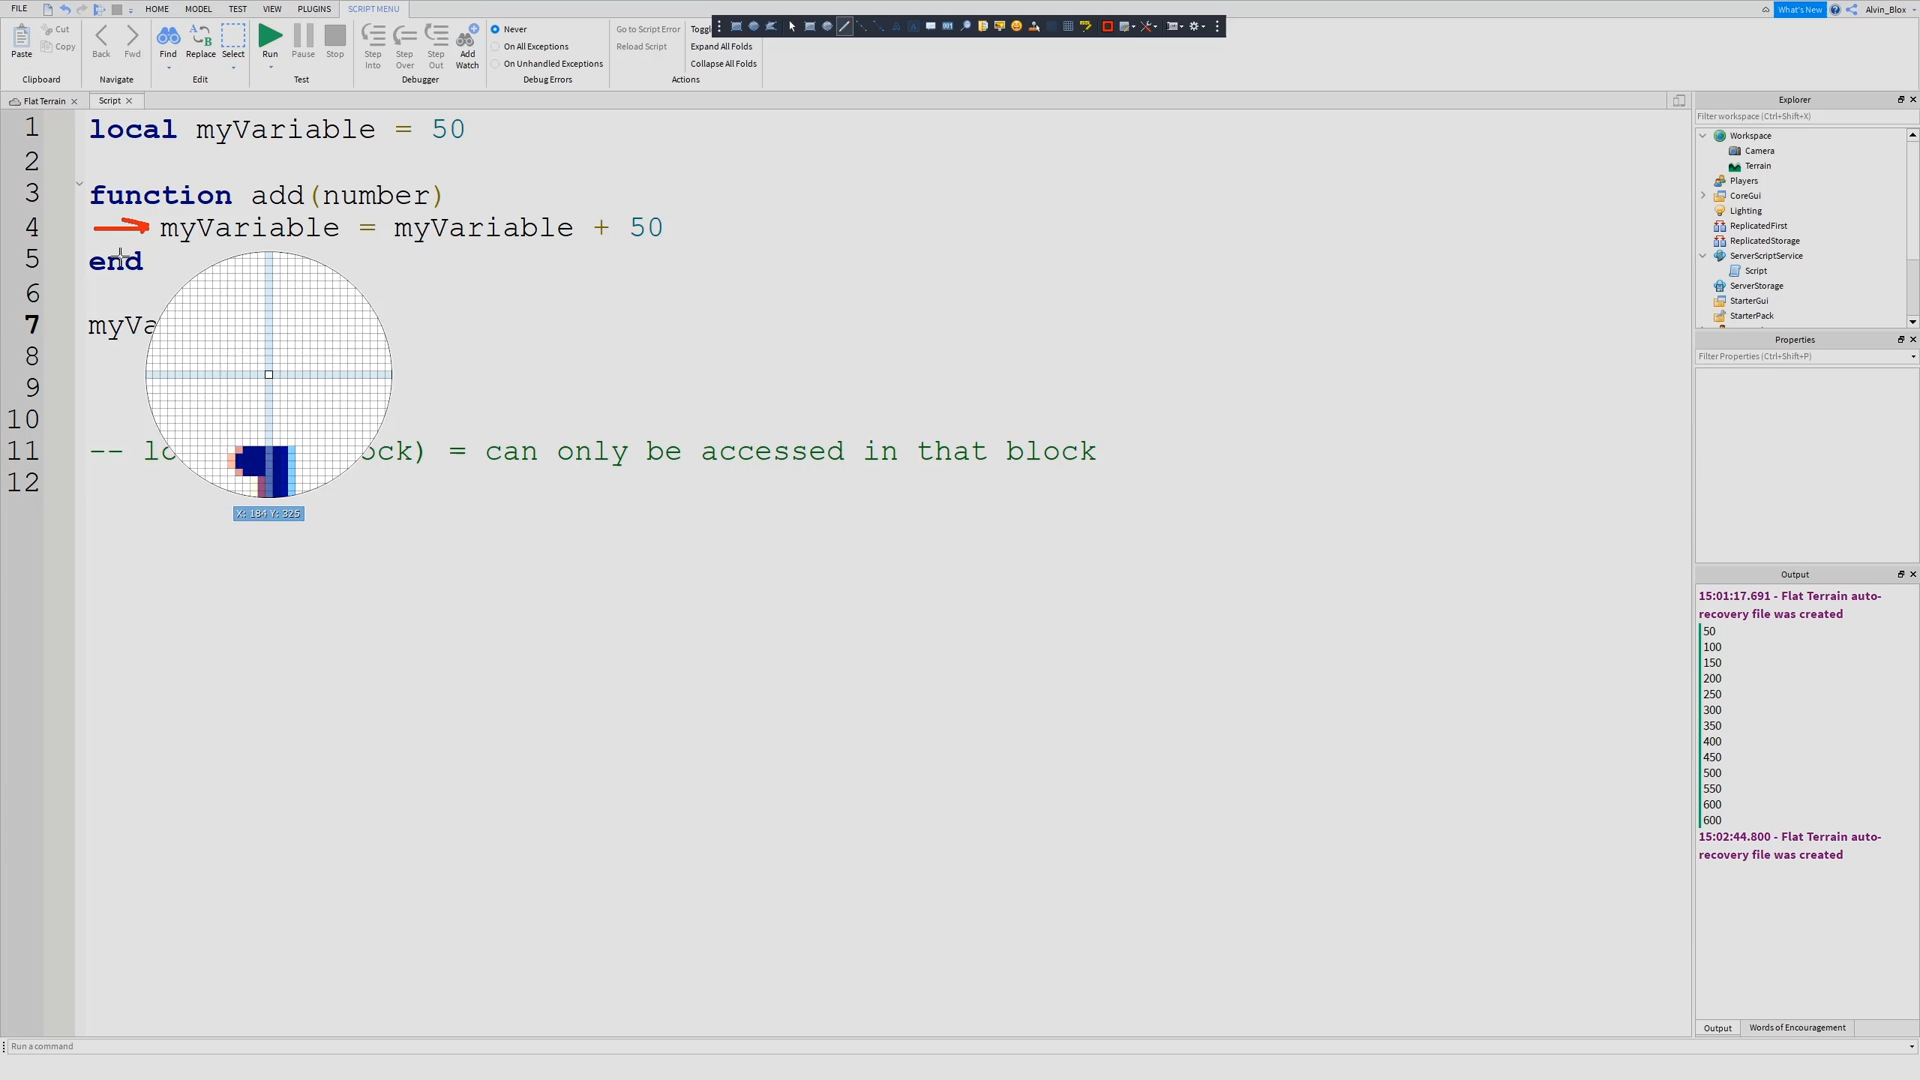 FILE
HOME
MODEL
TEST
VIEW
PLUGINS
SCRIPT MENU
What's New
Alvin_Blox
Paste
Cut
Copy
Clipboard
Back
Fwd
Navigate
Find
Replace
Select
Edit
Run
Pause
Stop
Test
Step Into
Step Over
Step Out
Add Watch
Debugger
Never
On All Exceptions
On Unhandled Exceptions
Debug Errors
Go to Script Error
Reload Script
Expand All Folds
Collapse All Folds
Actions
Flat Terrain
Script
1 local myVariable = 50
2
3 function add(number)
4 myVariable = myVariable + 50
5 end
6
7 myVa
8
9
10
11 -- lo ock) = can only be accessed in that block
12
X: 184 Y: 325
Explorer
Filter workspace (Ctrl+Shift+X)
Workspace
Camera
Terrain
Players
CoreGui
Lighting
ReplicatedFirst
ReplicatedStorage
ServerScriptService
Script
ServerStorage
StarterGui
StarterPack
Properties
Filter Properties (Ctrl+Shift+P)
Output
15:01:17.691 - Flat Terrain auto-
recovery file was created
50
100
150
200
250
300
350
400
450
500
550
600
600
15:02:44.800 - Flat Terrain auto-
recovery file was created
Output
Words of Encouragement
Run a command